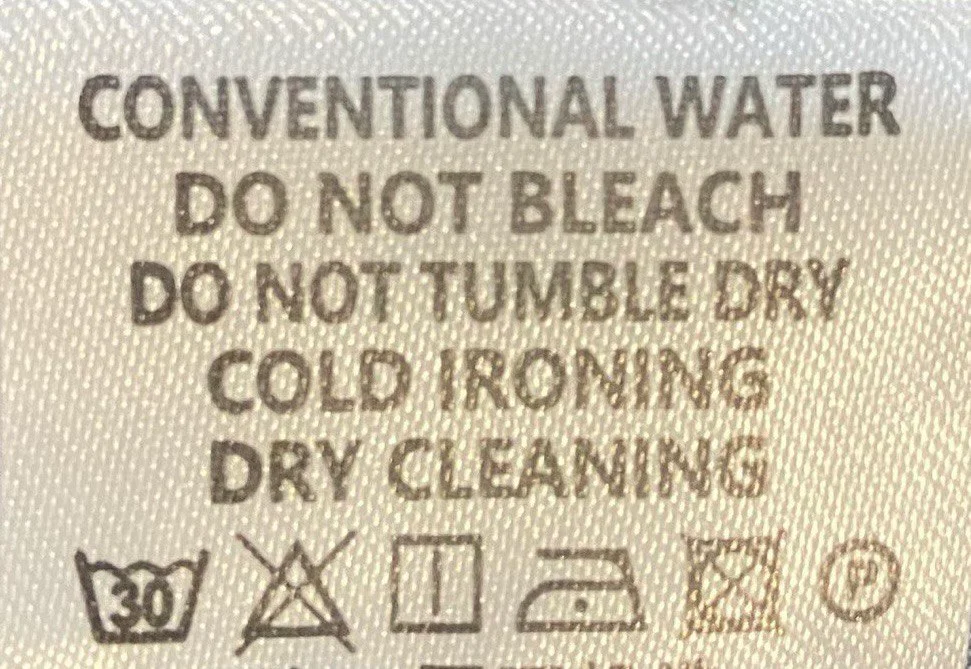 CONVENTIONAL WATER
DO NOT BLEACH
DO NOT TUMBLE DRY
COLD IRONING
DRY CLEANING
30 P